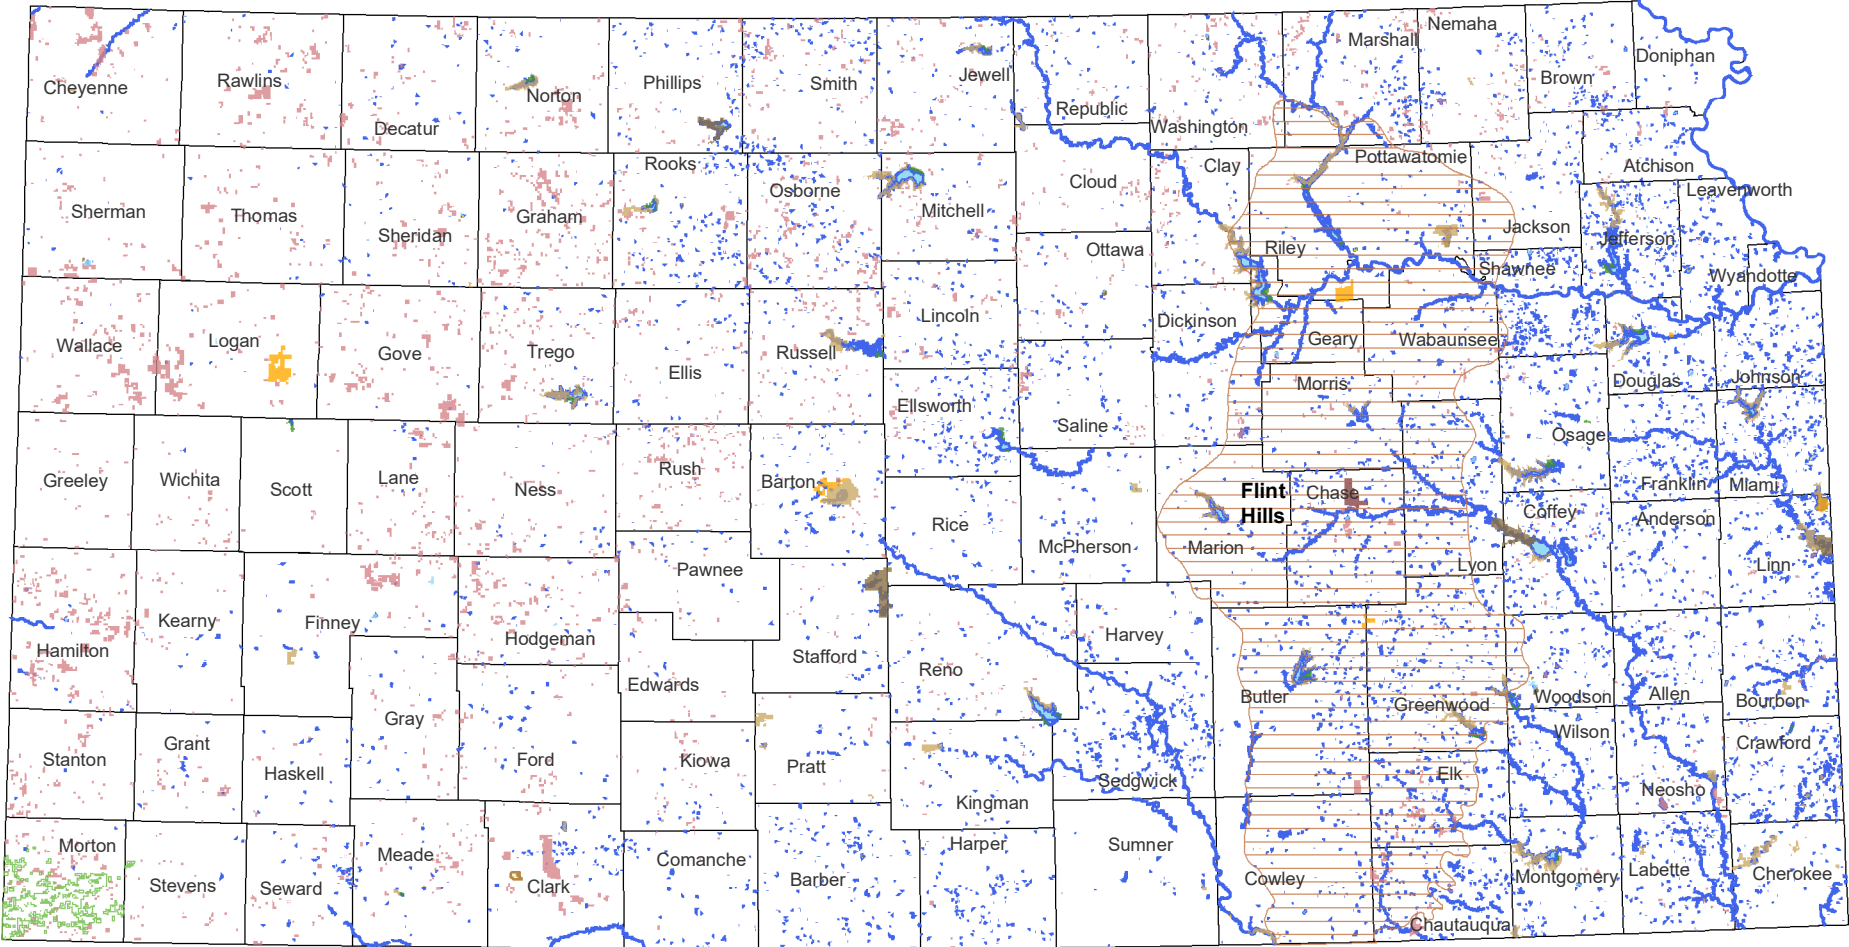 Cheyenne
Rawlins
Decatur
Norton
Phillips
Smith
Jewell
Republic
Washington
Marshall
Nemaha
Brown
Doniphan
Sherman
Thomas
Sheridan
Graham
Rooks
Osborne
Mitchell
Cloud
Clay
Riley
Pottawatomie
Jackson
Atchison
Leavenworth
Jefferson
Wyandotte
Shawnee
Ottawa
Wallace
Logan
Gove
Trego
Ellis
Russell
Lincoln
Dickinson
Geary
Wabaunsee
Douglas
Johnson
Ellsworth
Saline
Morris
Osage
Franklin
Miami
Greeley
Wichita
Scott
Lane
Ness
Rush
Barton
Rice
McPherson
Marion
Flint
Hills
Chase
Lyon
Coffey
Anderson
Linn
Hamilton
Kearny
Finney
Hodgeman
Pawnee
Edwards
Stafford
Reno
Harvey
Butler
Greenwood
Woodson
Allen
Bourbon
Stanton
Grant
Haskell
Gray
Ford
Kiowa
Pratt
Kingman
Sedgwick
Elk
Wilson
Neosho
Crawford
Morton
Stevens
Seward
Meade
Clark
Comanche
Barber
Harper
Sumner
Cowley
Chautauqua
Montgomery
Labette
Cherokee